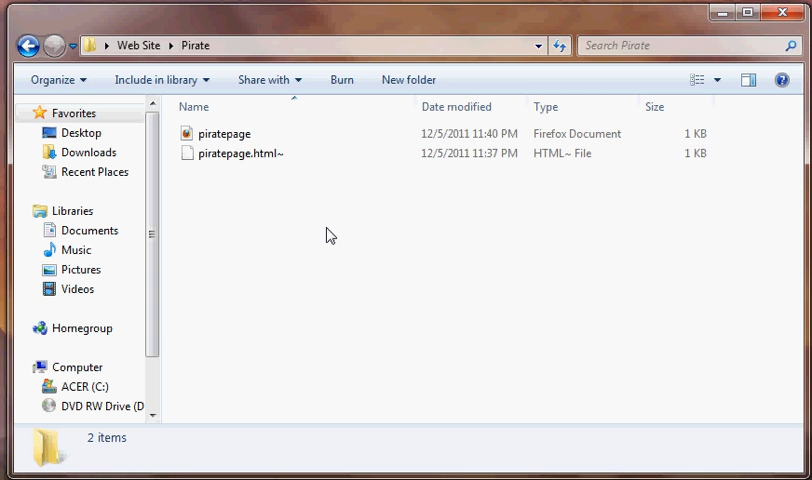 Web Site Pirate
Search Pirate
Organize Include in library Share with Burn New folder
Name Date modified Type Size
piratepage 12/5/2011 11:40 PM Firefox Document 1 KB
piratepage.html~ 12/5/2011 11:37 PM HTML~ File 1 KB
Favorites
Desktop
Downloads
Recent Places
Libraries
Documents
Music
Pictures
Videos
Homegroup
Computer
ACER (C:)
DVD RW Drive (D
2 items